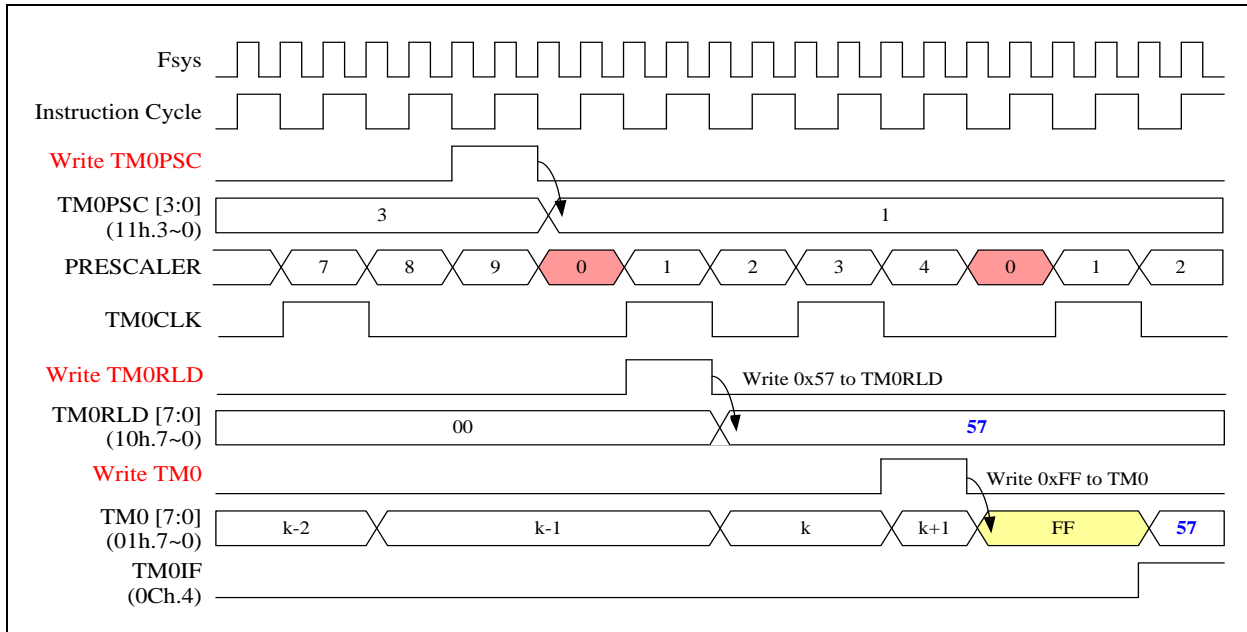 Fsys
Instruction Cycle
Write TM0PSC
TM0PSC [3:0]
(11h.3~0)
3
1
PRESCALER
7
8
9
0
1
2
3
4
0
1
2
TM0CLK
Write TM0RLD
Write 0x57 to TM0RLD
TM0RLD [7:0]
(10h.7~0)
00
57
Write TM0
Write 0xFF to TM0
TM0 [7:0]
(01h.7~0)
k-2
k-1
k
k+1
FF
57
TM0IF
(0Ch.4)